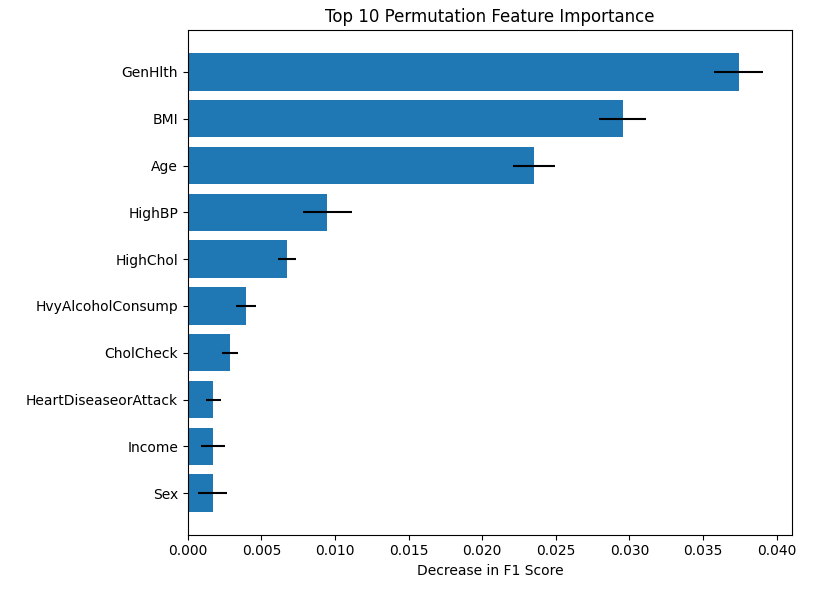 Top 10 Permutation Feature Importance
GenHlth
BMI
Age
HighBP
HighChol
HvyAlcoholConsump
CholCheck
HeartDiseaseorAttack
Income
Sex
0.000 0.005 0.010 0.015 0.020 0.025 0.030 0.035 0.040
Decrease in F1 Score